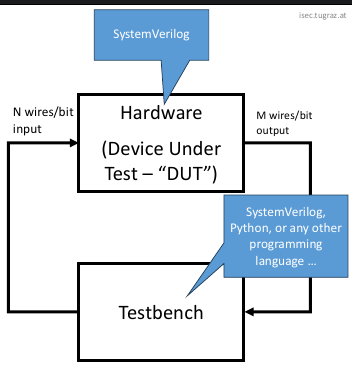 isec.tugraz.at
SystemVerilog
N wires/bit
input
Hardware
(Device Under
Test – “DUT”)
M wires/bit
output
SystemVerilog,
Python, or any other
programming
language …
Testbench